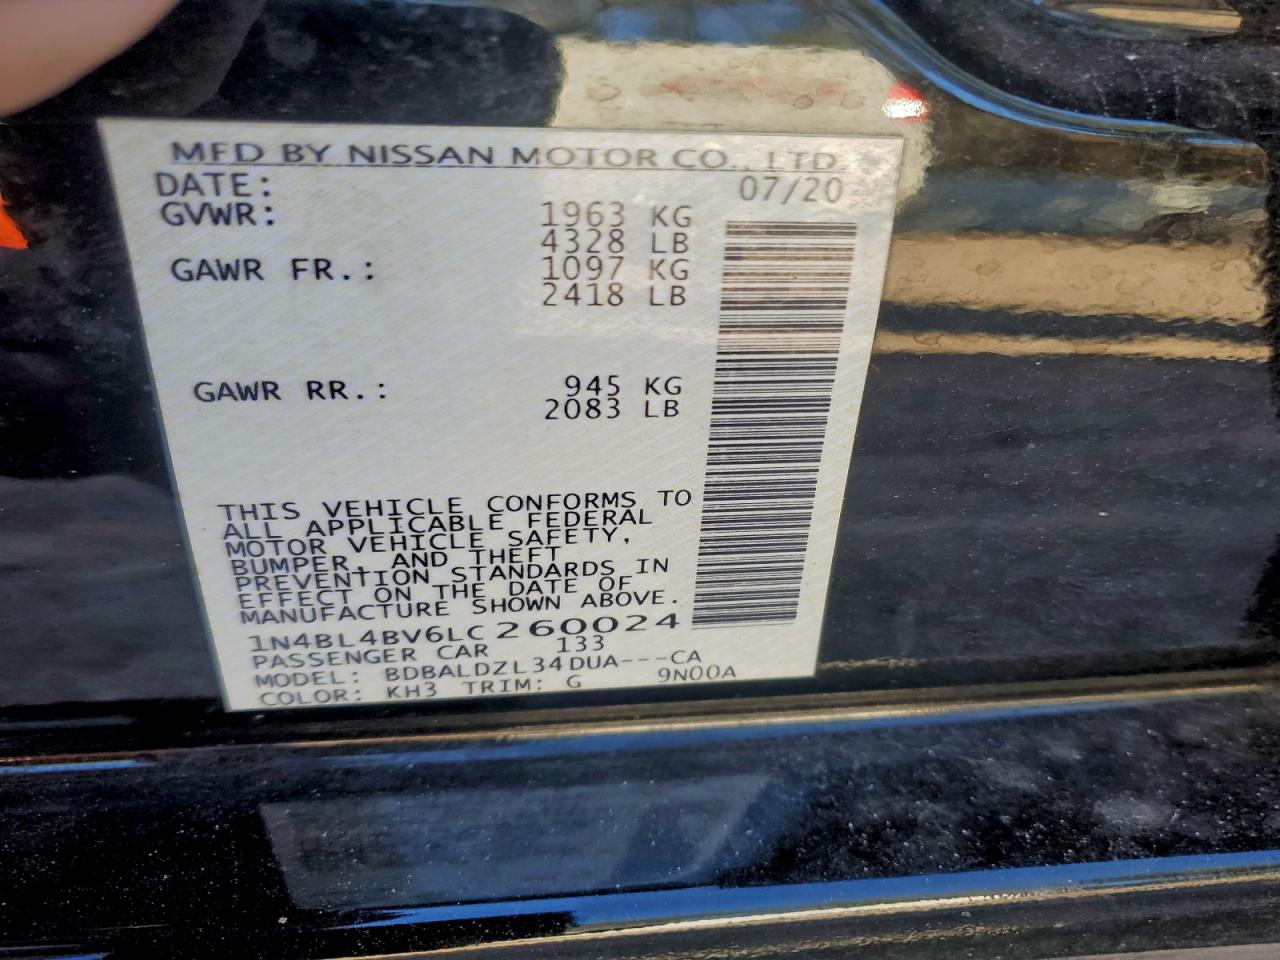 MFD BY NISSAN MOTOR CO., LTD
DATE: 07/20
GVWR: 1963 KG
4328 LB
GAWR FR.: 1097 KG
2418 LB
GAWR RR.: 945 KG
2083 LB
THIS VEHICLE CONFORMS TO
ALL APPLICABLE FEDERAL
MOTOR VEHICLE SAFETY,
BUMPER, AND THEFT
PREVENTION STANDARDS IN
EFFECT ON THE DATE OF
MANUFACTURE SHOWN ABOVE.
1N4BL4BV6LC260024
PASSENGER CAR 133
MODEL: BDBALDZL34DUA---CA
COLOR: KH3 TRIM: G 9N00A